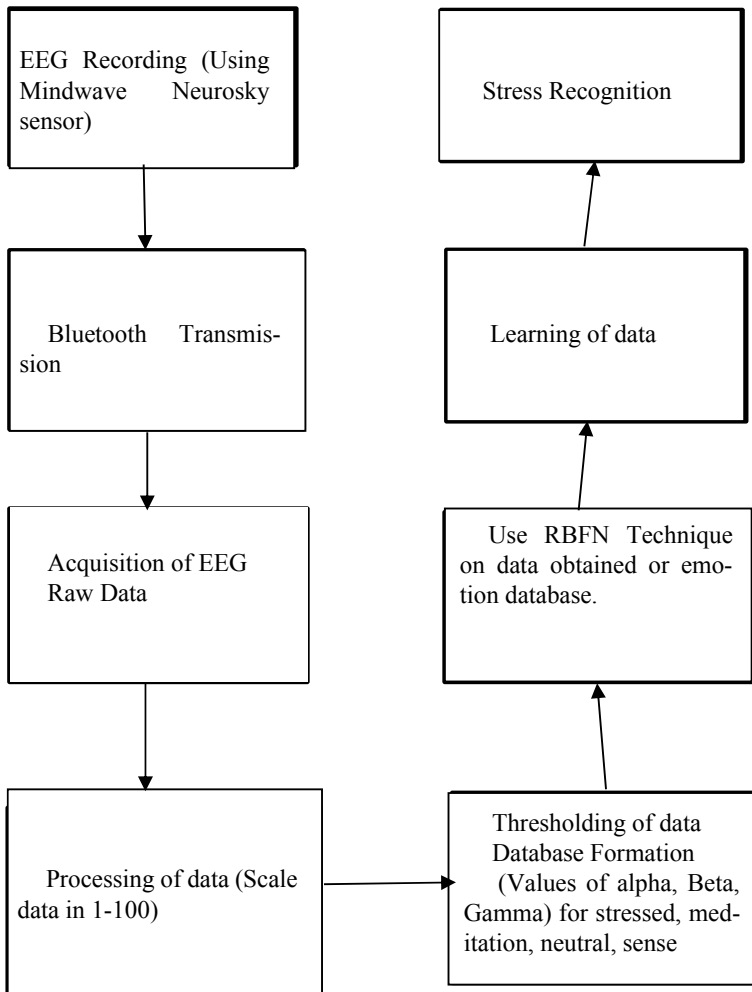 EEG Recording (Using
Mindwave Neurosky
sensor)
Bluetooth Transmis-
sion
Acquisition of EEG
Raw Data
Processing of data (Scale
data in 1-100)
Thresholding of data
Database Formation
(Values of alpha, Beta,
Gamma) for stressed, med-
itation, neutral, sense
Use RBFN Technique
on data obtained or emo-
tion database.
Learning of data
Stress Recognition